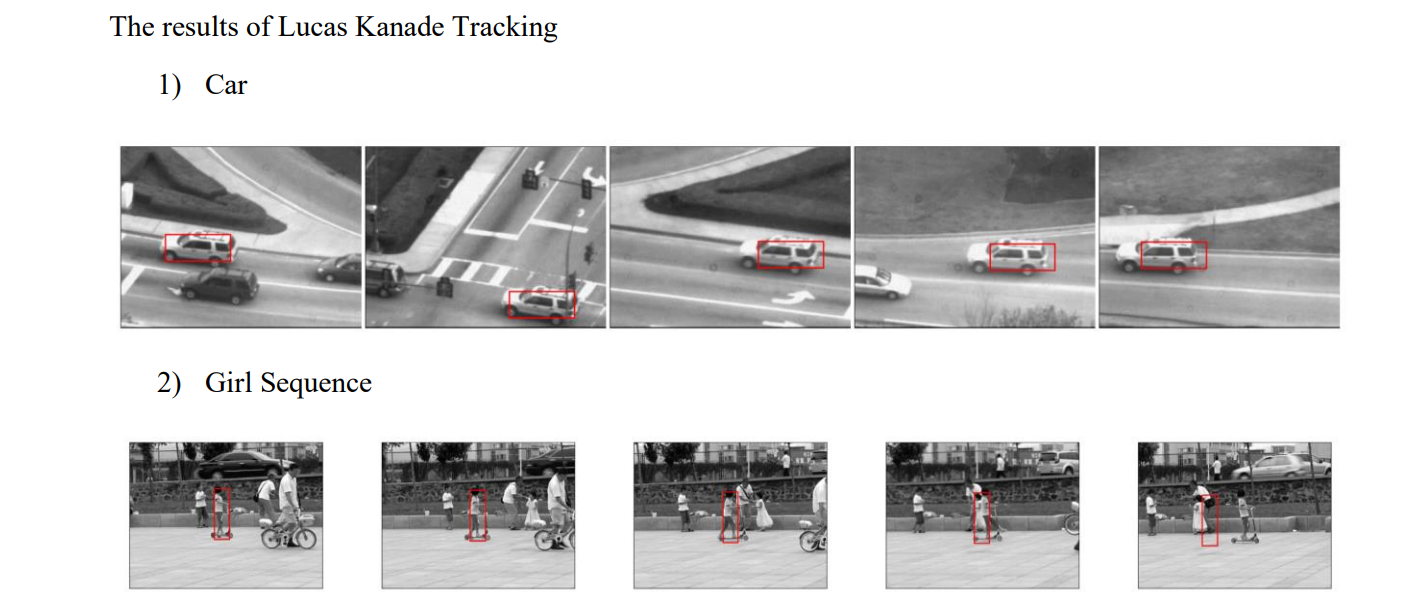 The results of Lucas Kanade Tracking
1) Car
2) Girl Sequence